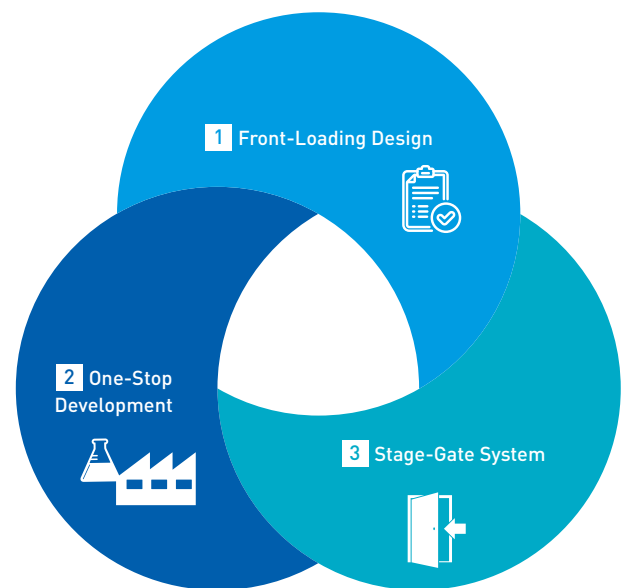 1 Front-Loading Design
2 One-Stop
Development
3 Stage-Gate System